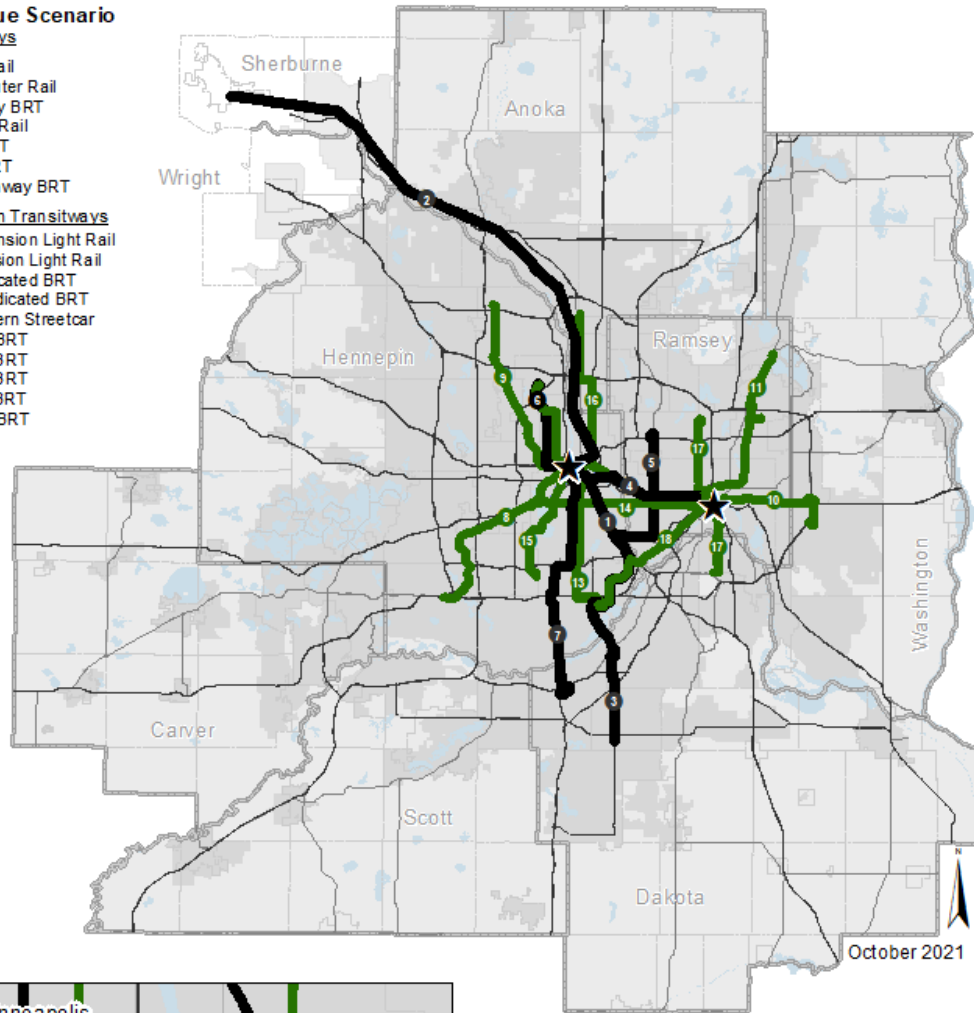 ue Scenario
ys
ail
ter Rail
y BRT
Rail
T
RT
way BRT
n Transitways
nsion Light Rail
sion Light Rail
cated BRT
dicated BRT
ern Streetcar
BRT
BRT
BRT
BRT
BRT
Sherburne
Anoka
Wright
2
Ramsey
Hennepin
9
11
6
16
17
5
4
10
8
14
1
15
18
17
13
Washington
7
3
Carver
Scott
N
Dakota
October 2021
nneapolis